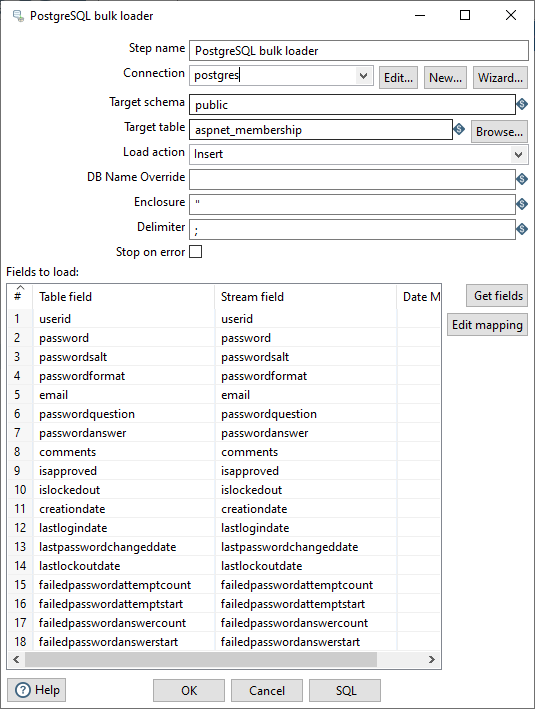 PostgreSQL bulk loader
Step name PostgreSQL bulk loader
Connection postgres Edit... New... Wizard...
Target schema public
Target table aspnet_membership Browse...
Load action Insert
DB Name Override
Enclosure "
Delimiter ;
Stop on error
Fields to load:
# Table field Stream field Date M Get fields
Edit mapping
1 userid userid
2 password password
3 passwordsalt passwordsalt
4 passwordformat passwordformat
5 email email
6 passwordquestion passwordquestion
7 passwordanswer passwordanswer
8 comments comments
9 isapproved isapproved
10 islockedout islockedout
11 creationdate creationdate
12 lastlogindate lastlogindate
13 lastpasswordchangeddate lastpasswordchangeddate
14 lastlockoutdate lastlockoutdate
15 failedpasswordattemptcount failedpasswordattemptcount
16 failedpasswordattemptstart failedpasswordattemptstart
17 failedpasswordanswercount failedpasswordanswercount
18 failedpasswordanswerstart failedpasswordanswerstart
Help OK Cancel SQL